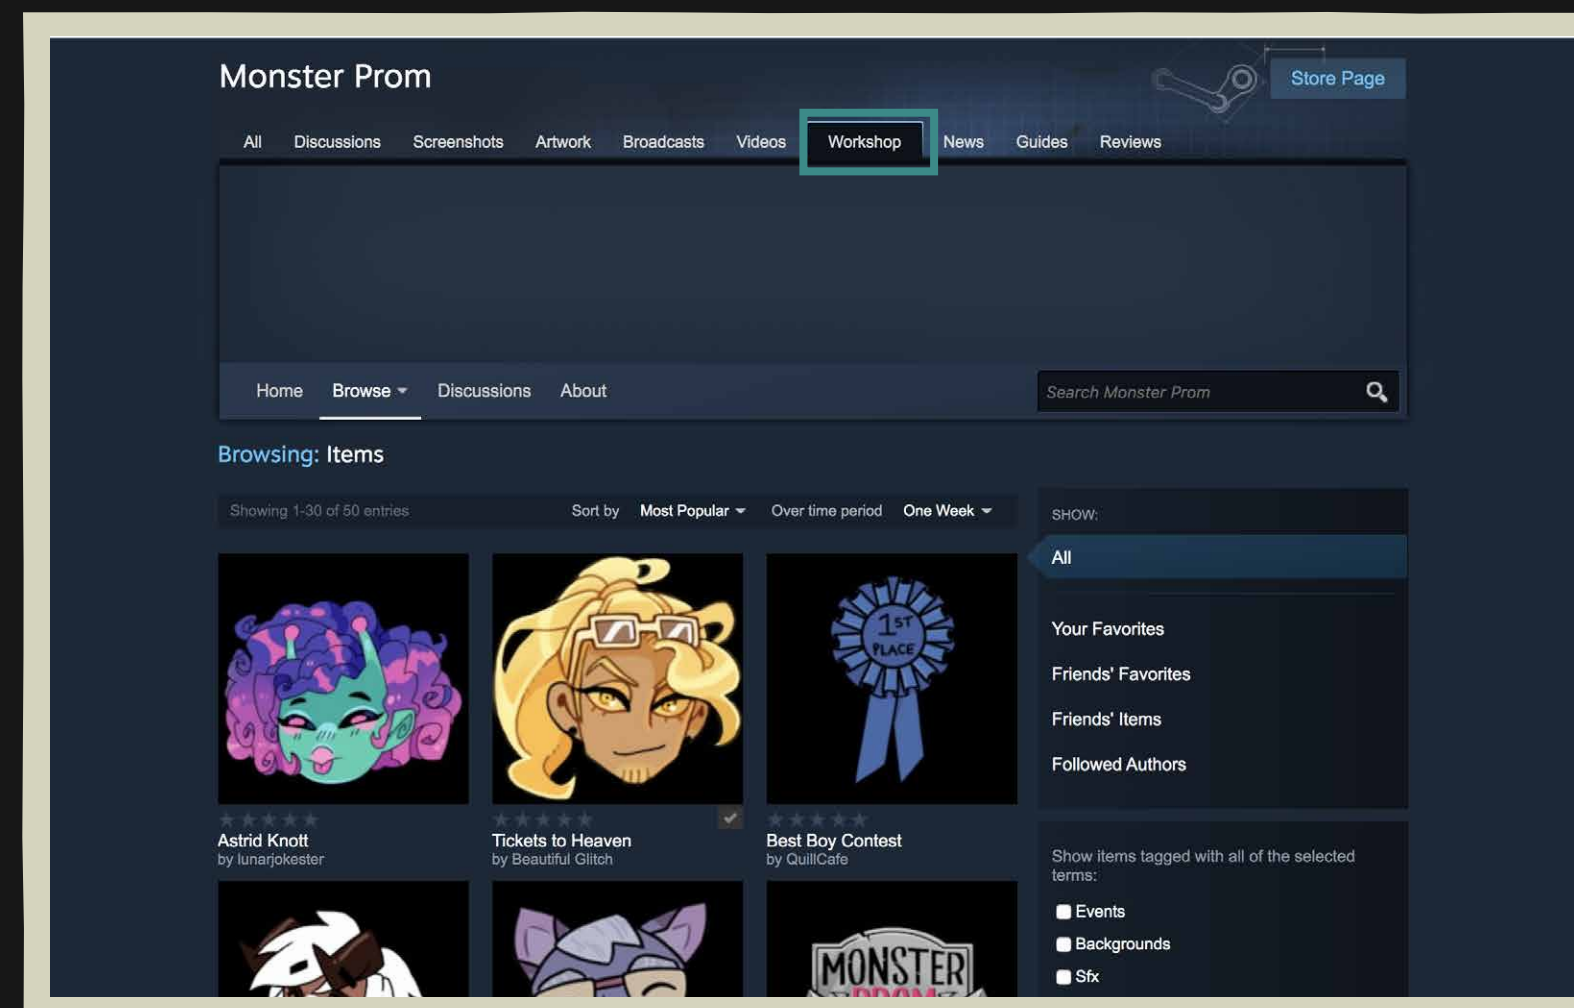 Monster Prom
Store Page
All Discussions Screenshots Artwork Broadcasts Videos Workshop News Guides Reviews
Home Browse Discussions About
Search Monster Prom
Browsing: Items
Showing 1-30 of 50 entries Sort by Most Popular Over time period One Week
SHOW:
All
Your Favorites
Friends' Favorites
Friends' Items
Followed Authors
1ST
PLACE
Astrid Knott
by lunarjokester
Tickets to Heaven
by Beautiful Glitch
Best Boy Contest
by QuillCafe
Show items tagged with all of the selected
terms:
Events
Backgrounds
Sfx
MONSTER
PROM